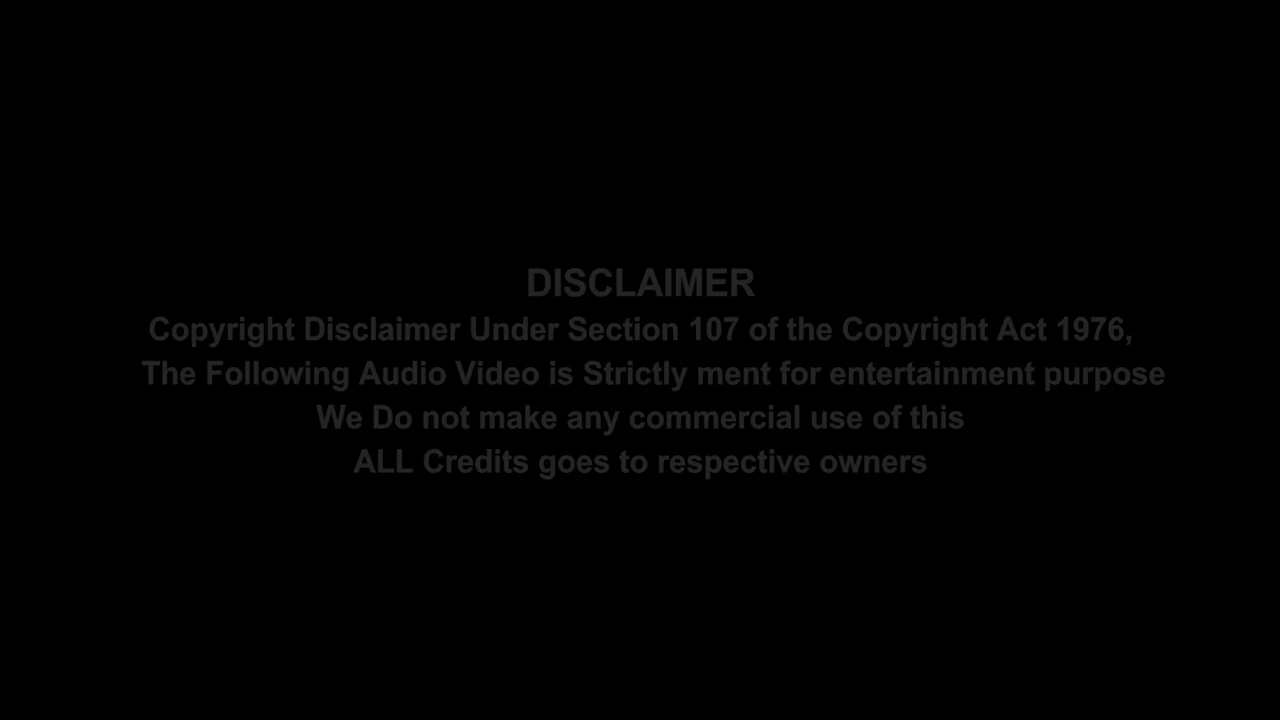 DISCLAIMER
Copyright Disclaimer Under Section 107 of the Copyright Act 1976,
The Following Audio Video is Strictly ment for entertainment purpose
We Do not make any commercial use of this
ALL Credits goes to respective owners